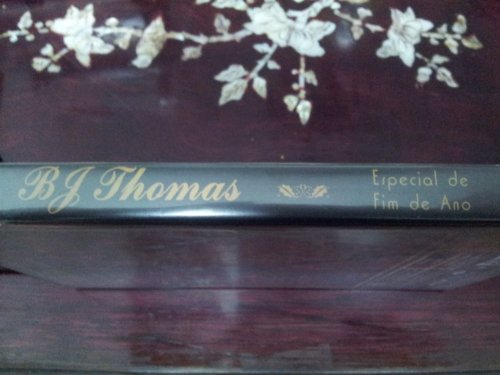 BJ Thomas
Especial de
Fim de Ano